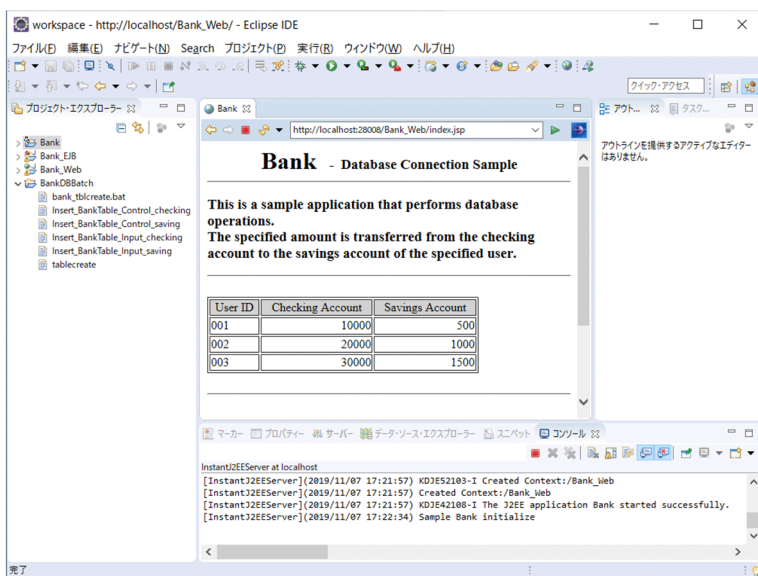 workspace - http://localhost/Bank_Web/ - Eclipse IDE
ファイル(F) 編集(E) ナビゲート(N) Search プロジェクト(P) 実行(R) ウィンドウ(W) ヘルプ(H)
クイック・アクセス
プロジェクト・エクスプローラー
Bank
Bank_EJB
Bank_Web
BankDBBatch
bank_tblcreate.bat
Insert_BankTable_Control_checking
Insert_BankTable_Control_saving
Insert_BankTable_Input_checking
Insert_BankTable_Input_saving
tablecreate
Bank
http://localhost:28008/Bank_Web/index.jsp
Bank - Database Connection Sample
This is a sample application that performs database
operations.
The specified amount is transferred from the checking
account to the savings account of the specified user.
User ID Checking Account Savings Account
001 10000 500
002 20000 1000
003 30000 1500
アウト... タスク...
アウトラインを提供するアクティブなエディター
はありません。
マーカー プロパティー サーバー データ・ソース・エクスプローラー スニペット コンソール
InstantJ2EEServer at localhost
[InstantJ2EEServer](2019/11/07 17:21:57) KDJE52103-I Created Context:/Bank_Web
[InstantJ2EEServer](2019/11/07 17:21:57) Created Context:/Bank_Web
[InstantJ2EEServer](2019/11/07 17:21:57) KDJE42108-I The J2EE application Bank started successfully.
[InstantJ2EEServer](2019/11/07 17:22:34) Sample Bank initialize
完了